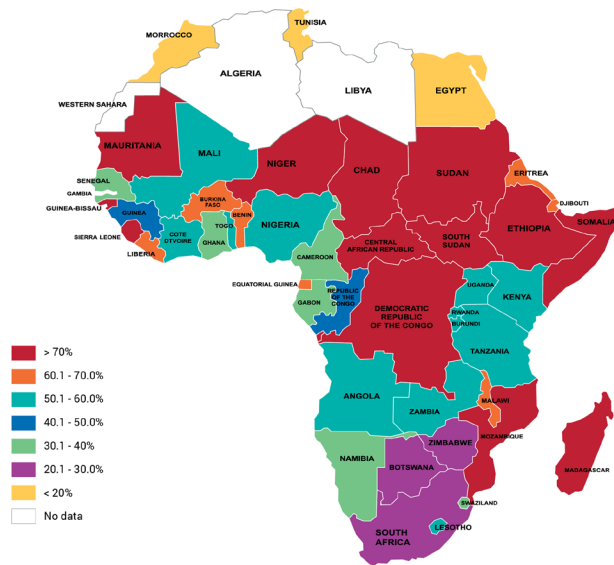 TUNISIA
MORROCCO
ALGERIA
LIBYA
EGYPT
WESTERN SAHARA
MAURITANIA
MALI
NIGER
CHAD
SUDAN
ERITREA
SENEGAL
GAMBIA
GUINEA-BISSAU
GUINEA
BURKINA
FASO
BENIN
NIGERIA
DJIBOUTI
SOMALIA
ETHIOPIA
SIERRA LEONE
LIBERIA
COTE
D'TVOIRE
GHANA
TOGO
CAMEROON
CENTRAL
AFRICAN REPUBLIC
SOUTH
SUDAN
EQUATORIAL GUINEA
GABON
REPUBLIC
OF THE
CONGO
DEMOCRATIC
REPUBLIC
OF THE CONGO
UGANDA
KENYA
RWANDA
BURUNDI
TANZANIA
ANGOLA
ZAMBIA
MALAWI
MOZAMBIQUE
ZIMBABWE
NAMIBIA
BOTSWANA
MADAGASCAR
SWAZILAND
LESOTHO
SOUTH
AFRICA
> 70%
60.1 - 70.0%
50.1 - 60.0%
40.1 - 50.0%
30.1 - 40%
20.1 - 30.0%
< 20%
No data